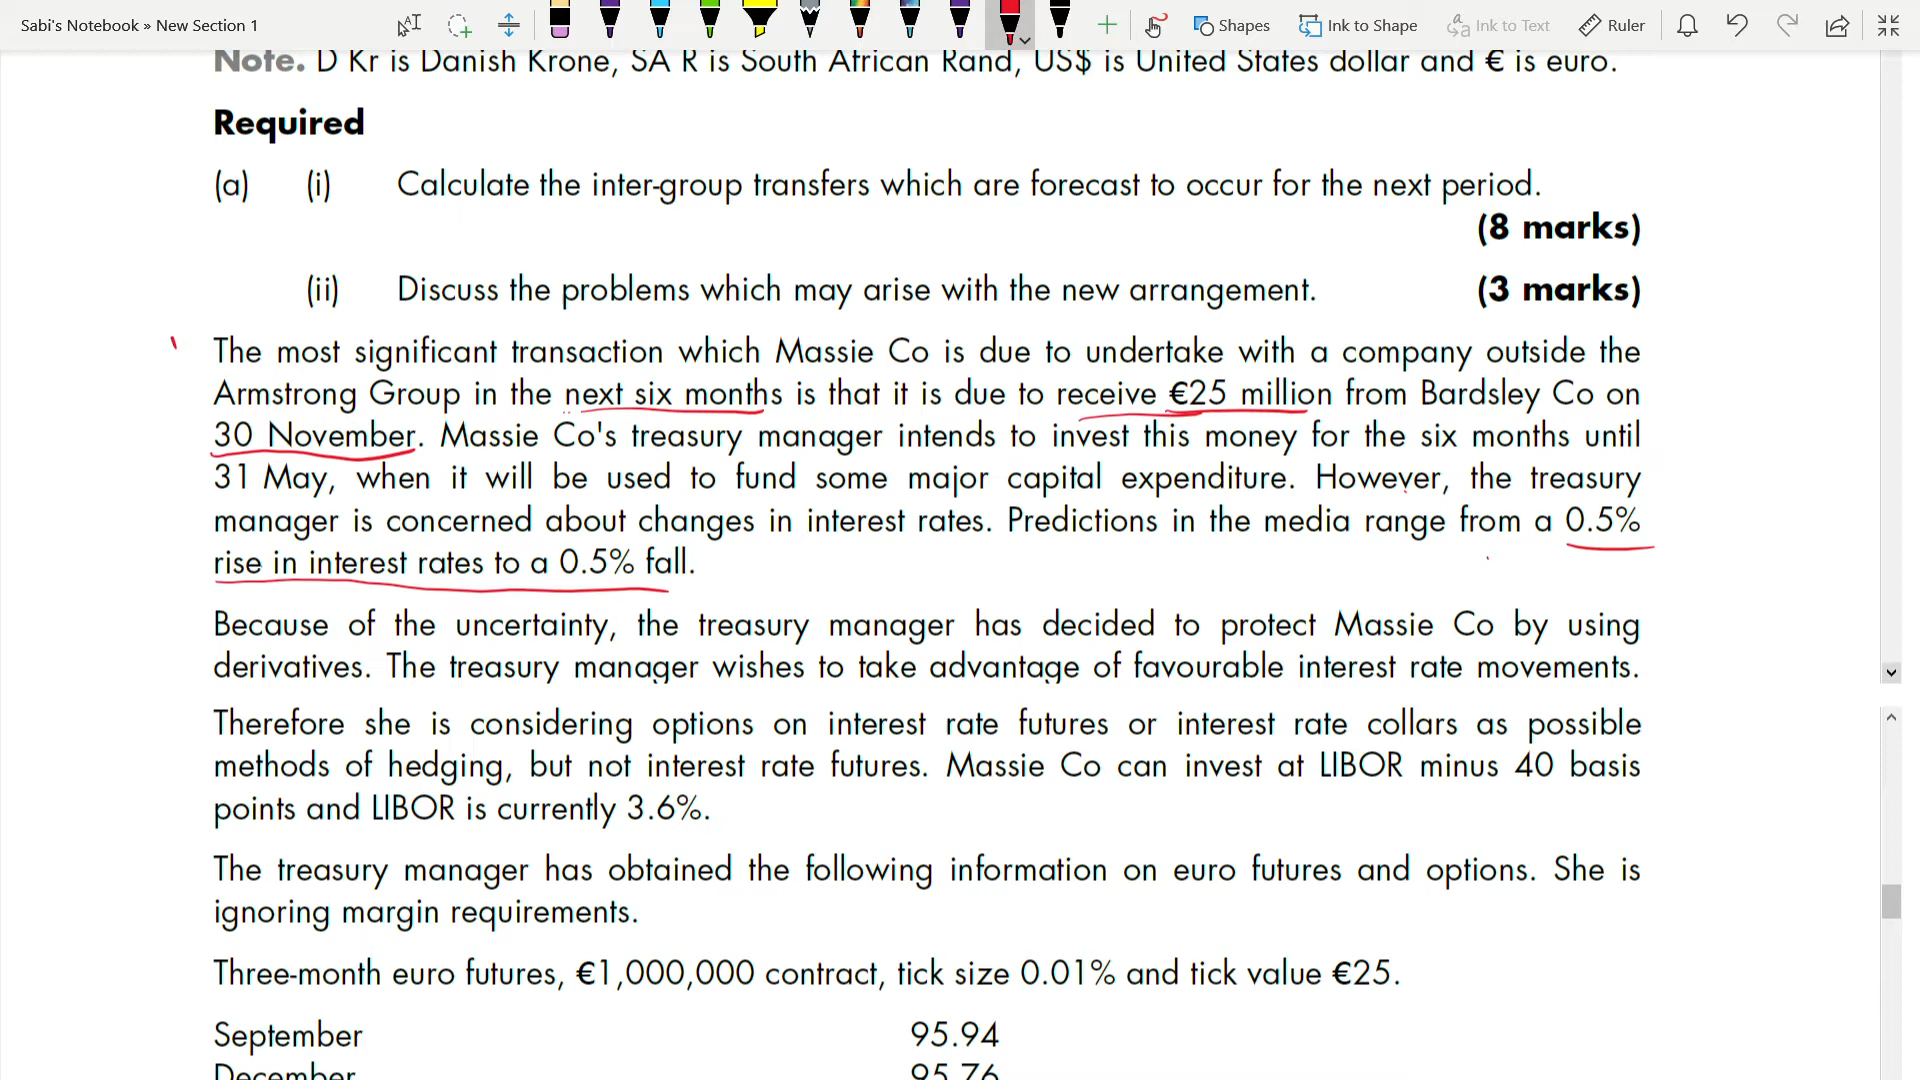 Sabi's Notebook » New Section 1
Shapes
Ink to Shape
Ink to Text
Ruler
Note. D Kr is Danish Krone, SA R is South African Rand, US$ is United States dollar and € is euro.
Required
(a) (i) Calculate the inter-group transfers which are forecast to occur for the next period.
(8 marks)
(ii) Discuss the problems which may arise with the new arrangement. (3 marks)
The most significant transaction which Massie Co is due to undertake with a company outside the
Armstrong Group in the next six months is that it is due to receive €25 million from Bardsley Co on
30 November. Massie Co's treasury manager intends to invest this money for the six months until
31 May, when it will be used to fund some major capital expenditure. However, the treasury
manager is concerned about changes in interest rates. Predictions in the media range from a 0.5%
rise in interest rates to a 0.5% fall.
Because of the uncertainty, the treasury manager has decided to protect Massie Co by using
derivatives. The treasury manager wishes to take advantage of favourable interest rate movements.
Therefore she is considering options on interest rate futures or interest rate collars as possible
methods of hedging, but not interest rate futures. Massie Co can invest at LIBOR minus 40 basis
points and LIBOR is currently 3.6%.
The treasury manager has obtained the following information on euro futures and options. She is
ignoring margin requirements.
Three-month euro futures, €1,000,000 contract, tick size 0.01% and tick value €25.
September 95.94
December 95.76